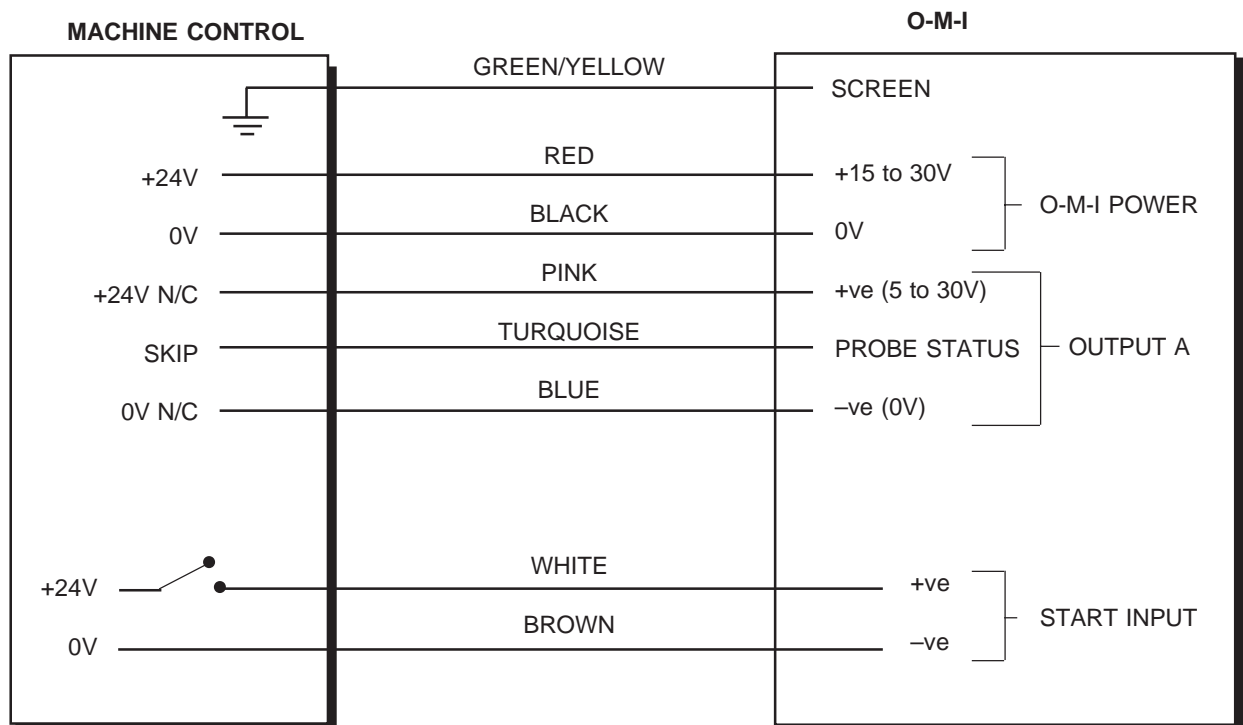 MACHINE CONTROL
O-M-I
GREEN/YELLOW
SCREEN
+24V
RED
+15 to 30V
O-M-I POWER
0V
BLACK
0V
+24V N/C
PINK
+ve (5 to 30V)
SKIP
TURQUOISE
PROBE STATUS
OUTPUT A
0V N/C
BLUE
–ve (0V)
+24V
WHITE
+ve
START INPUT
0V
BROWN
–ve